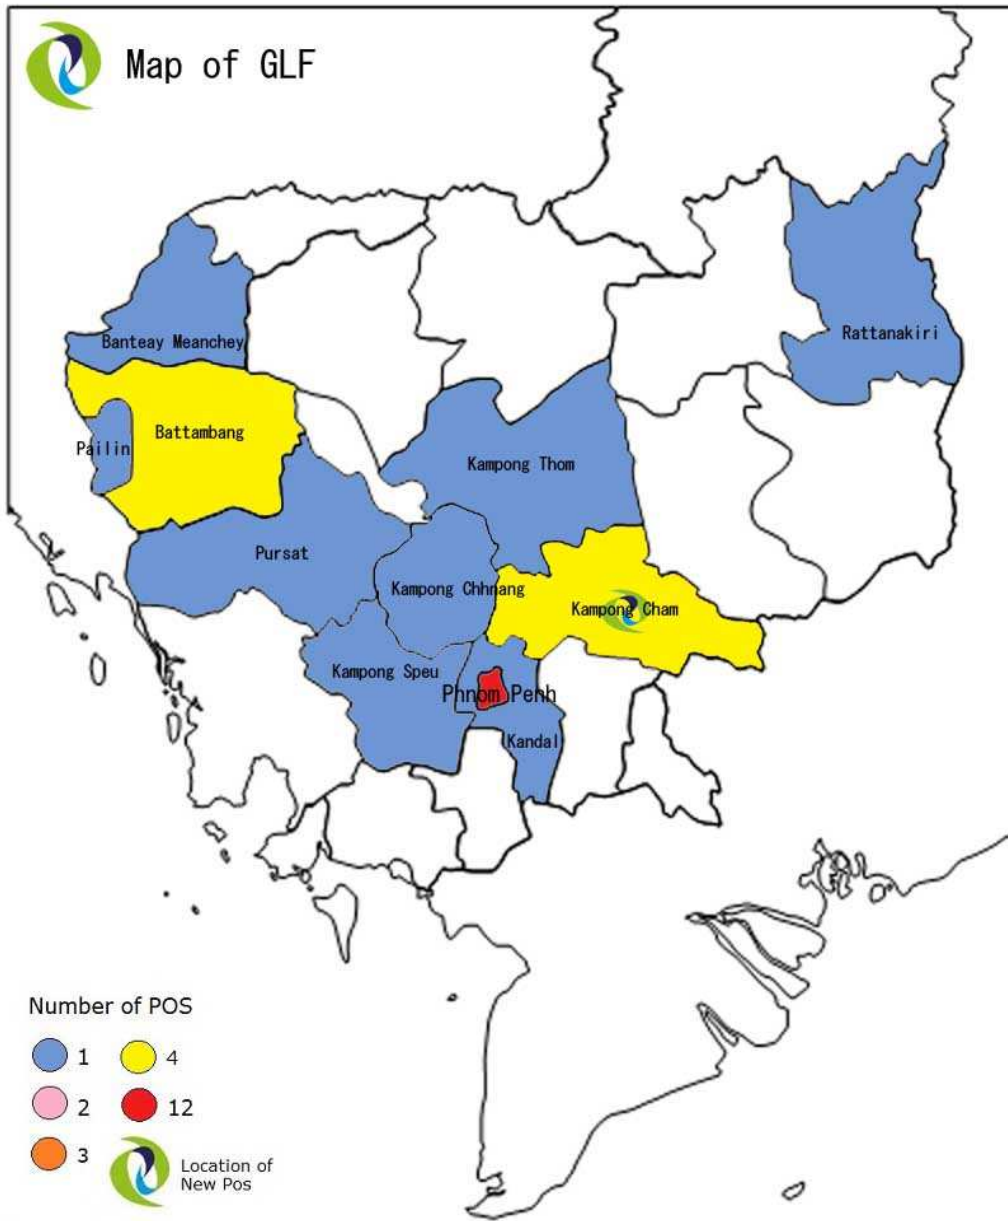 Map of GLF
Banteay Meanchey
Rattanakiri
Battambang
Pailin
Kampong Thom
Pursat
Kampong Chhnang
Kampong Cham
Kampong Speu
Phnom Penh
Kandal
Number of POS
1
4
2
12
3
Location of
New Pos